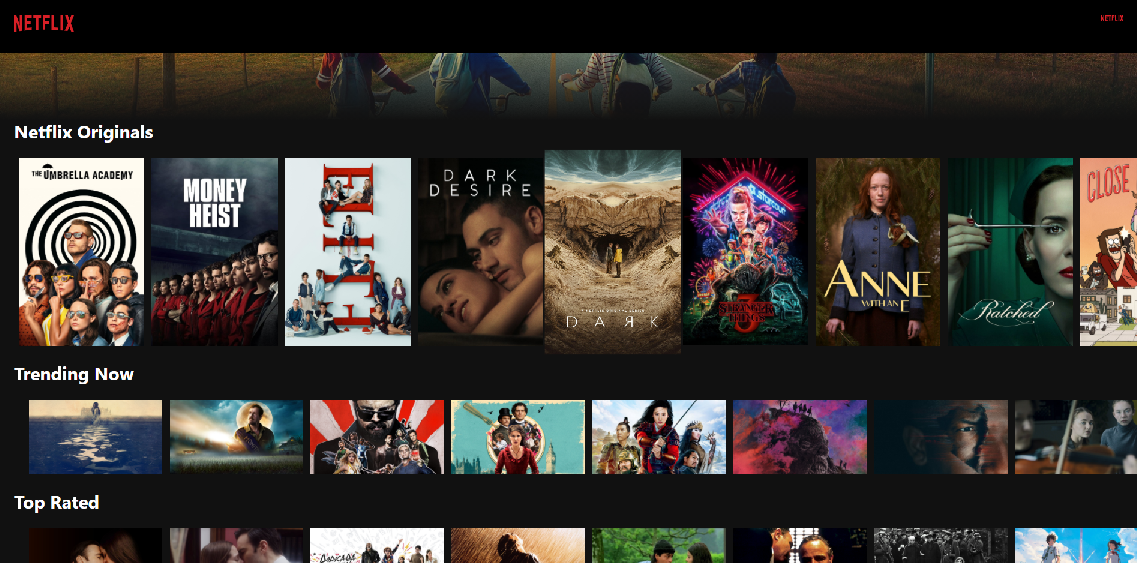 NETFLIX
NETFLIX
Netflix Originals
THE UMBRELLA ACADEMY
MONEY
HEIST
ELITE
DARK
DESIRE
DARK
STRANGER
THINGS
3
ANNE
WITH AN E
Ratched
CLOSE
Trending Now
Top Rated